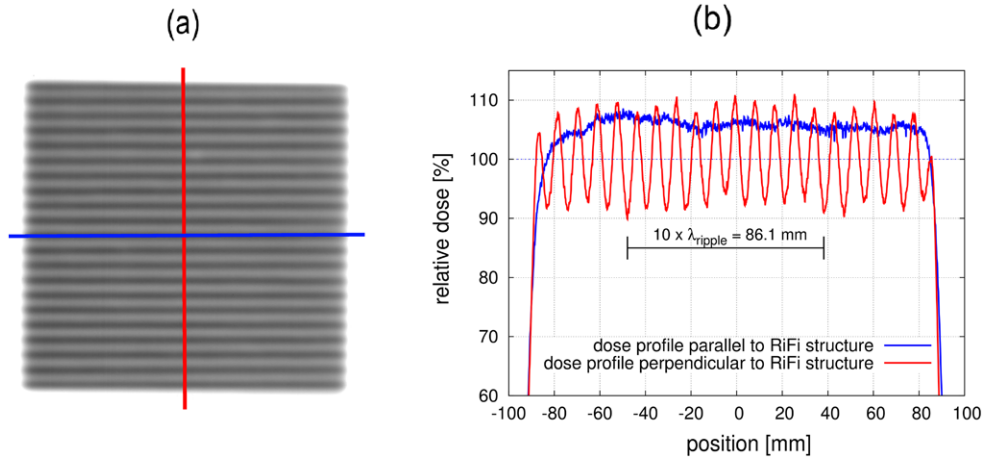 (a)
(b)
110
100
90
80
70
60
relative dose [%]
10 x λripple = 86.1 mm
dose profile parallel to RiFi structure
dose profile perpendicular to RiFi structure
-100 -80 -60 -40 -20 0 20 40 60 80 100
position [mm]